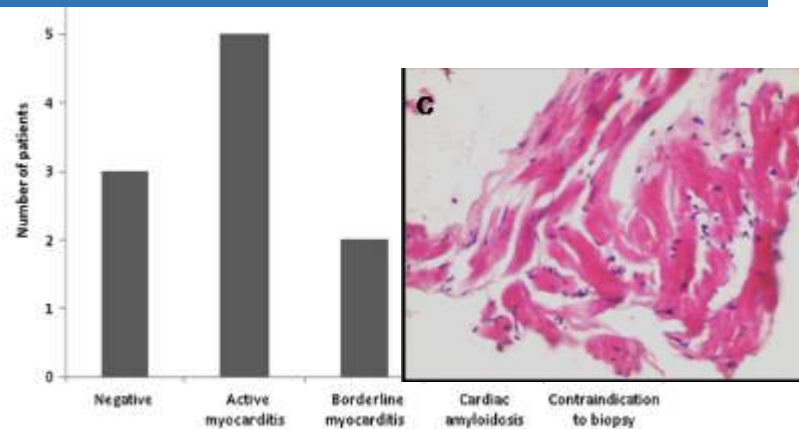 Number of patients
5
4
3
2
1
0
C
Negative
Active
myocarditis
Borderline
myocarditis
Cardiac
amyloidosis
Contraindication
to biopsy